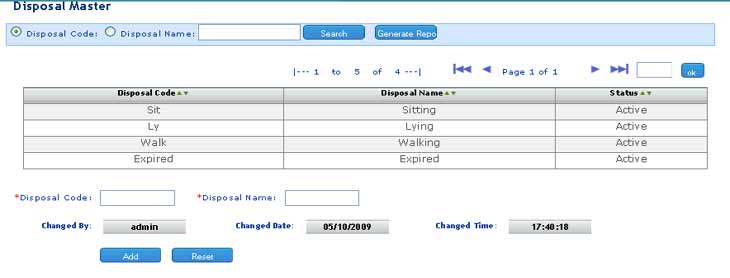 Disposal Master
Disposal Code: Disposal Name: Search Generate Repo
|--- 1 to 5 of 4 ---| Page 1 of 1 ok
Disposal Code Disposal Name Status
Sit Sitting Active
Ly Lying Active
Walk Walking Active
Expired Expired Active
*Disposal Code: *Disposal Name:
Changed By: admin Changed Date: 05/10/2009 Changed Time: 17:40:18
Add Reset